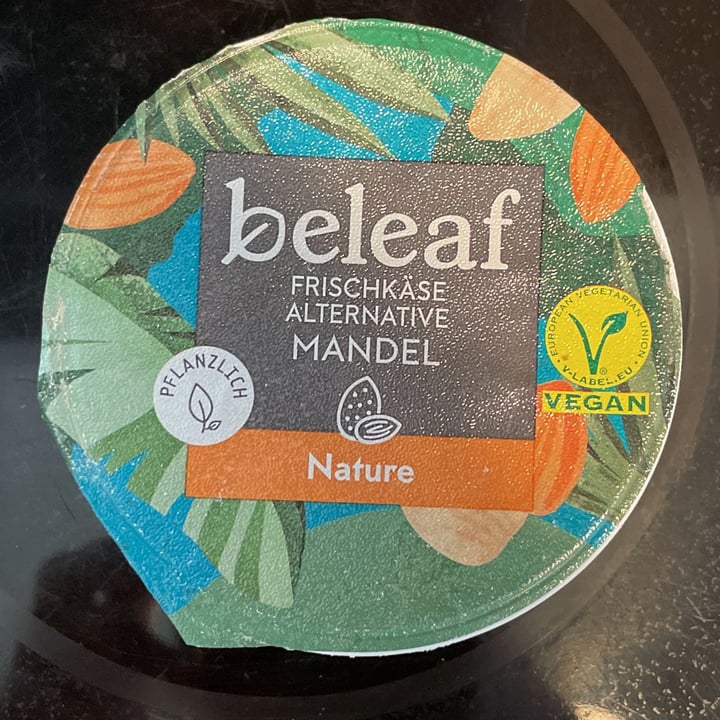 beleaf
FRISCHKÄSE
ALTERNATIVE
MANDEL
Nature
PFLANZLICH
EUROPEAN VEGETARIAN UNION
V-LABEL.EU
VEGAN